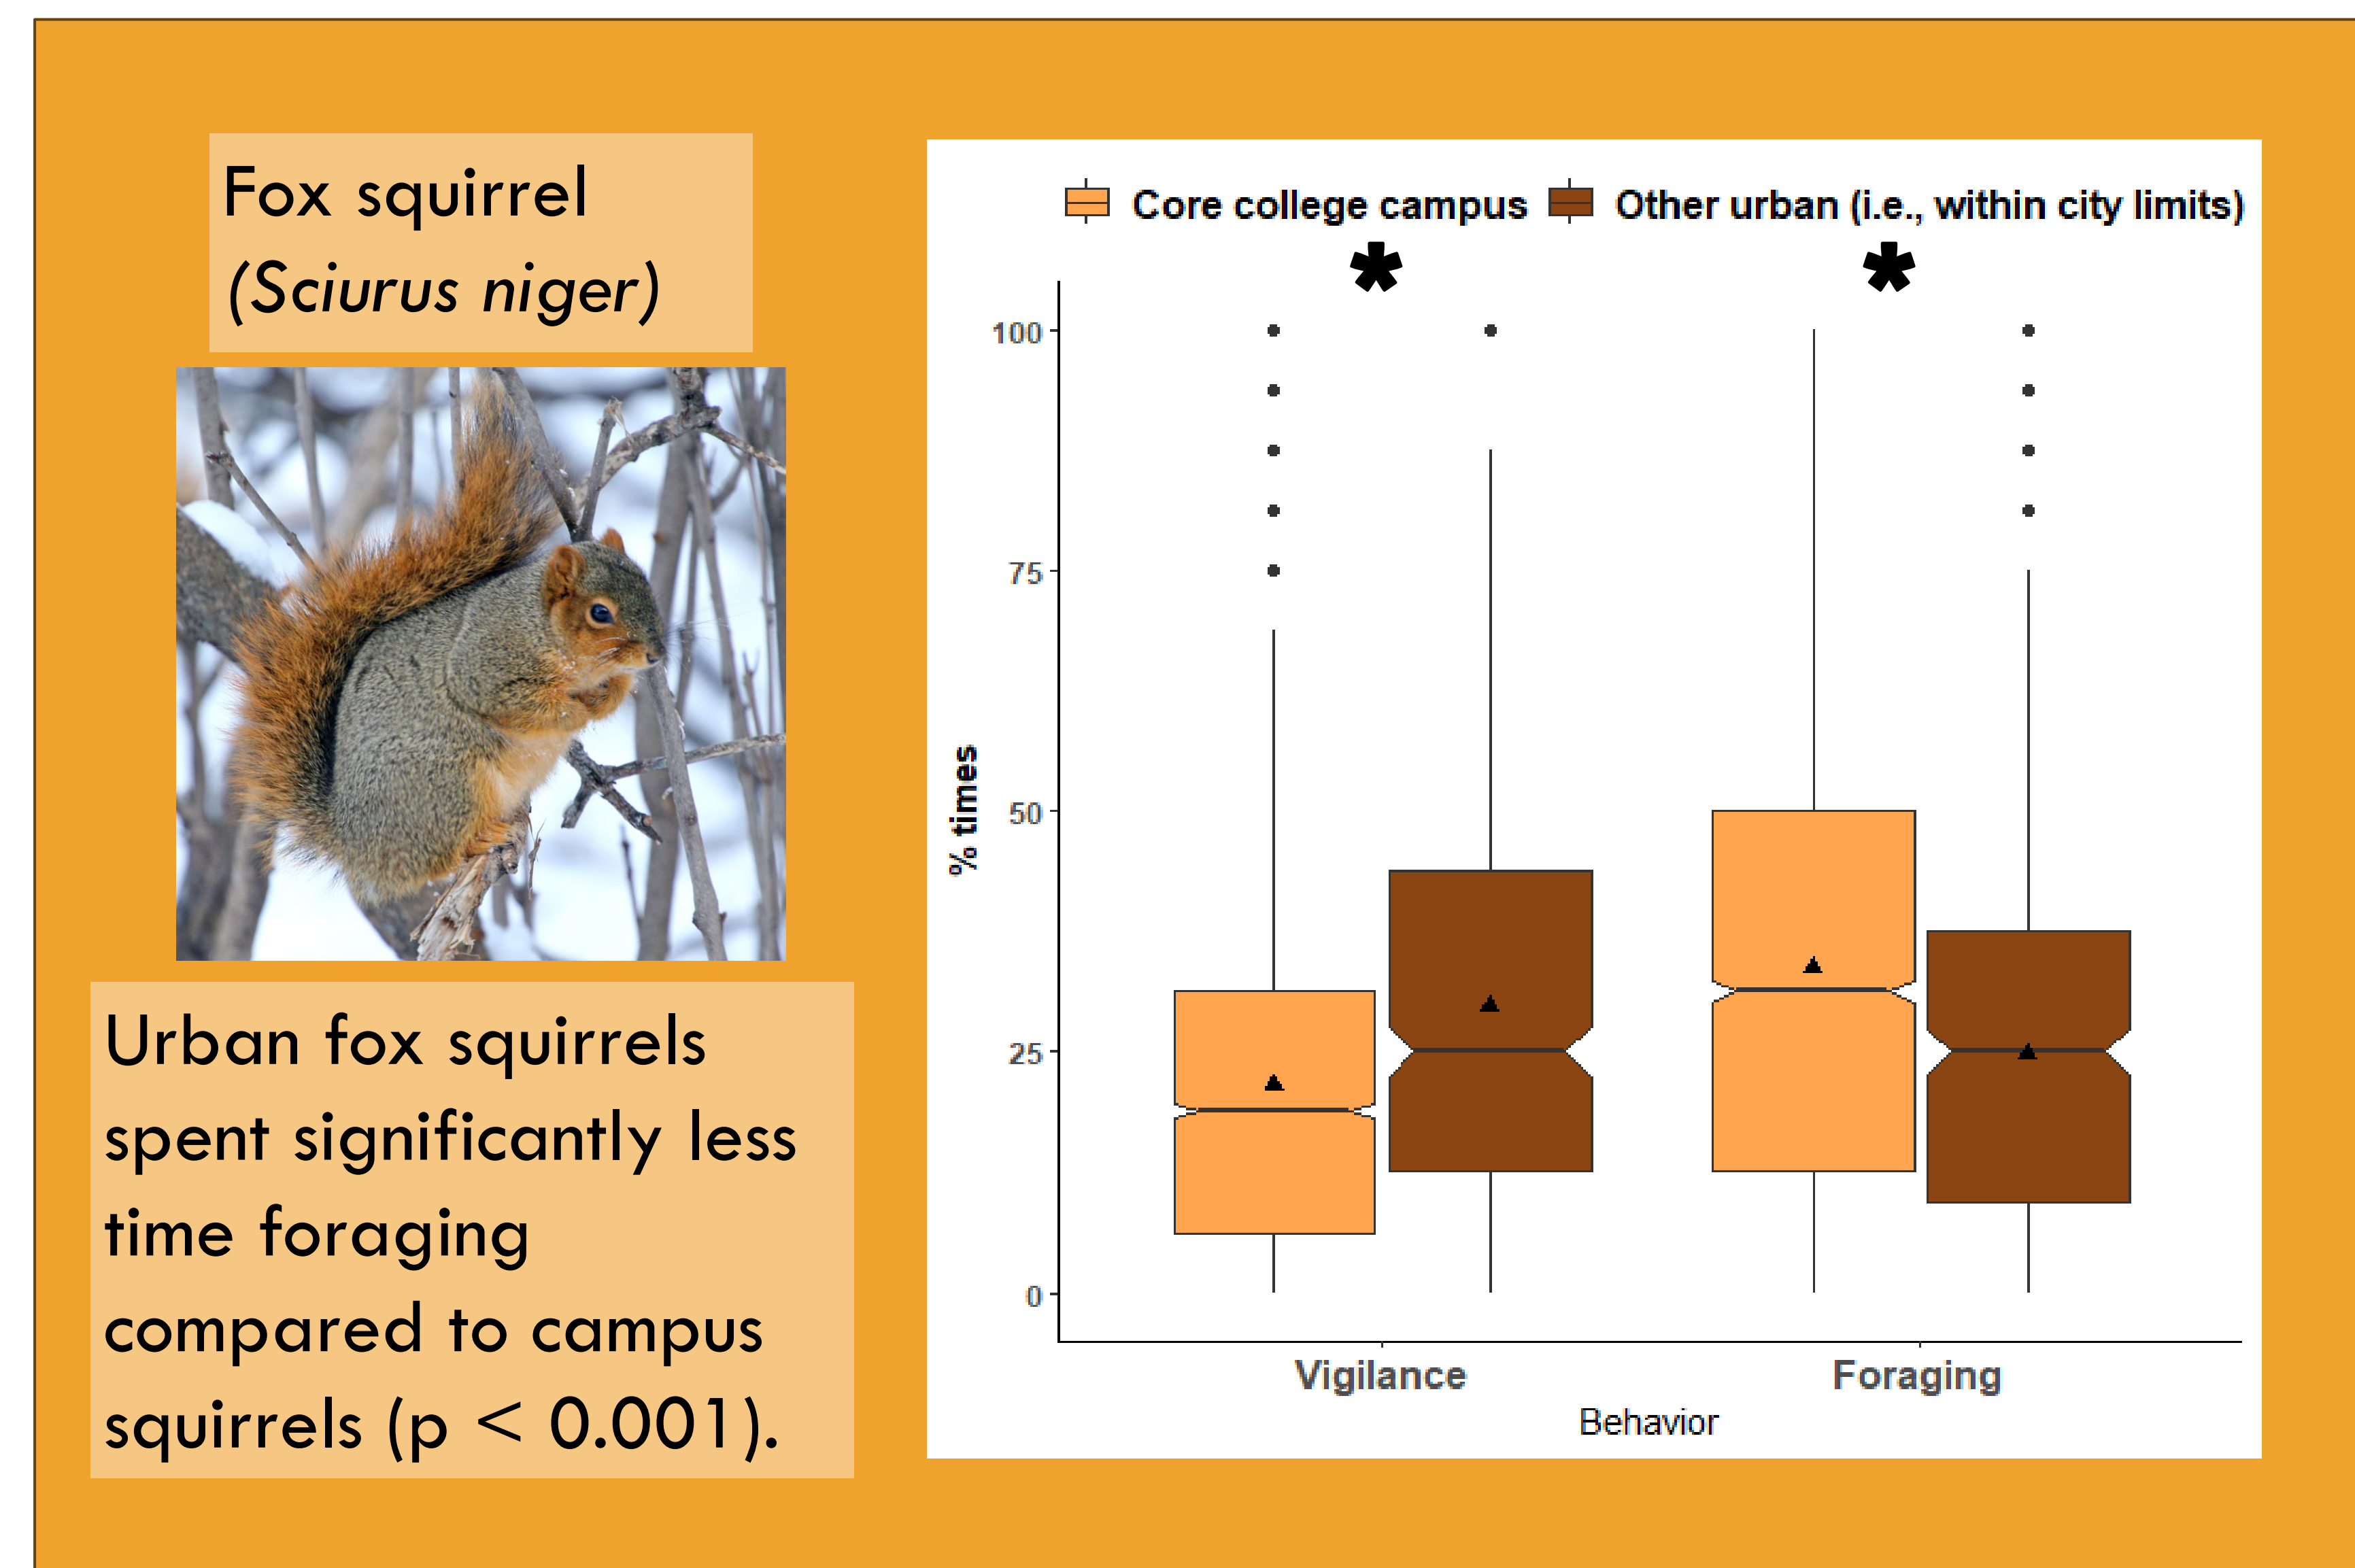 Fox squirrel
(Sciurus niger)
Urban fox squirrels
spent significantly less
time foraging
compared to campus
squirrels (p < 0.001).
Core college campus Other urban (i.e., within city limits)
* *
100
75
50
25
0
% times
Vigilance Foraging
Behavior